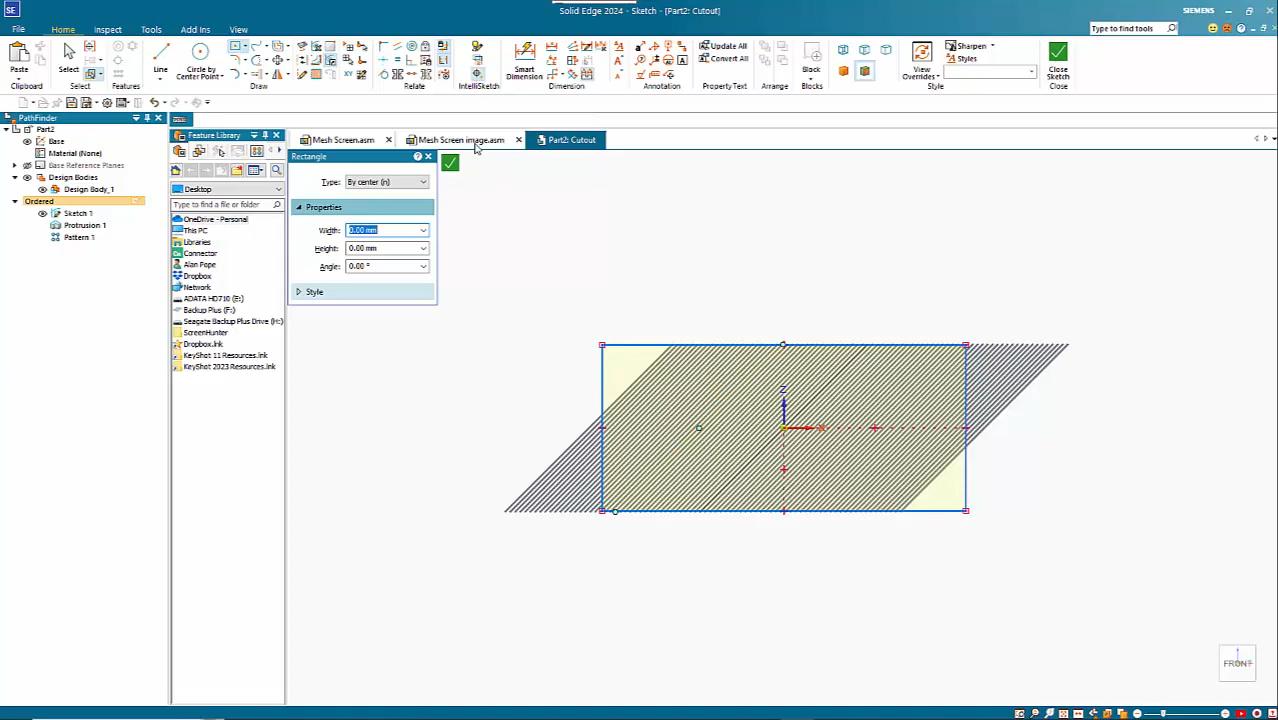 SE
Solid Edge 2024 - Sketch - [Part2: Cutout]
SIEMENS
File
Home
Inspect
Tools
Add Ins
View
Type to find tools
Paste
Clipboard
Select
Select
Features
Line
Circle by
Center Point
Draw
Relate
IntelliSketch
Smart
Dimension
Dimension
Annotation
Update All
Convert All
Property Text
Arrange
Block
Blocks
View
Overrides
Sharpen
Styles
Style
Close
Sketch
Close
PathFinder
Part2
Base
Material (None)
Base Reference Planes
Design Bodies
Design Body_1
Ordered
Sketch 1
Protrusion 1
Pattern 1
Feature Library
Desktop
Type to find a file or folder
OneDrive - Personal
This PC
Libraries
Connector
Alan Pope
Dropbox
Network
ADATA HD710 (E:)
Backup Plus (F:)
Seagate Backup Plus Drive (H:)
ScreenHunter
Dropbox.lnk
KeyShot 11 Resources.lnk
KeyShot 2023 Resources.lnk
Mesh Screen.asm
Mesh Screen image.asm
Part2: Cutout
Rectangle
Type: By center (n)
Properties
Width: 0.00 mm
Height: 0.00 mm
Angle: 0.00 °
Style
Z
X
FRONT